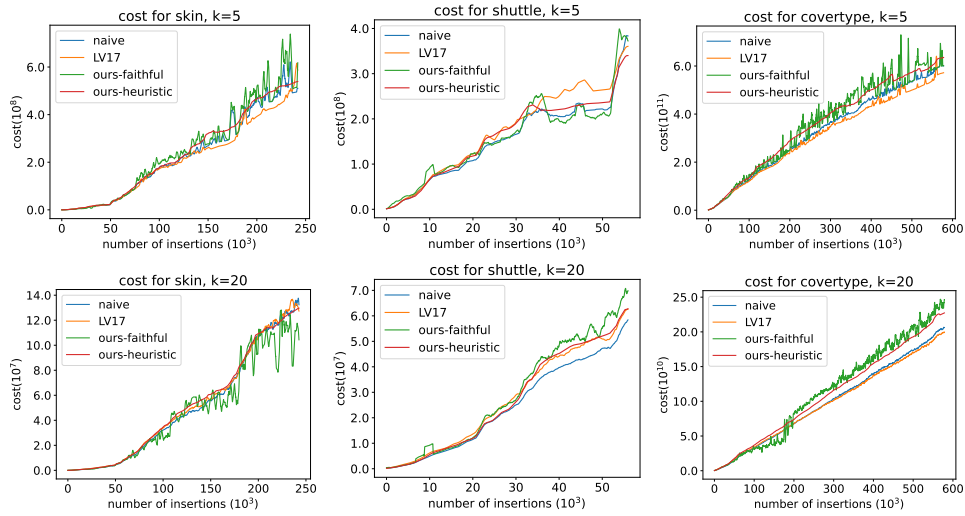 cost for skin, k=5
naive
LV17
ours-faithful
ours-heuristic
cost(10^8)
6.0
4.0
2.0
0.0
0 50 100 150 200 250
number of insertions (10^3)
cost for shuttle, k=5
naive
LV17
ours-faithful
ours-heuristic
cost(10^8)
4.0
3.0
2.0
1.0
0.0
0 10 20 30 40 50
number of insertions (10^3)
cost for covertype, k=5
naive
LV17
ours-faithful
ours-heuristic
cost(10^11)
6.0
4.0
2.0
0.0
0 100 200 300 400 500 600
number of insertions (10^3)
cost for skin, k=20
naive
LV17
ours-faithful
ours-heuristic
cost(10^7)
14.0
12.0
10.0
8.0
6.0
4.0
2.0
0.0
0 50 100 150 200 250
number of insertions (10^3)
cost for shuttle, k=20
naive
LV17
ours-faithful
ours-heuristic
cost(10^7)
7.0
6.0
5.0
4.0
3.0
2.0
1.0
0.0
0 10 20 30 40 50
number of insertions (10^3)
cost for covertype, k=20
naive
LV17
ours-faithful
ours-heuristic
cost(10^10)
25.0
20.0
15.0
10.0
5.0
0.0
0 100 200 300 400 500 600
number of insertions (10^3)